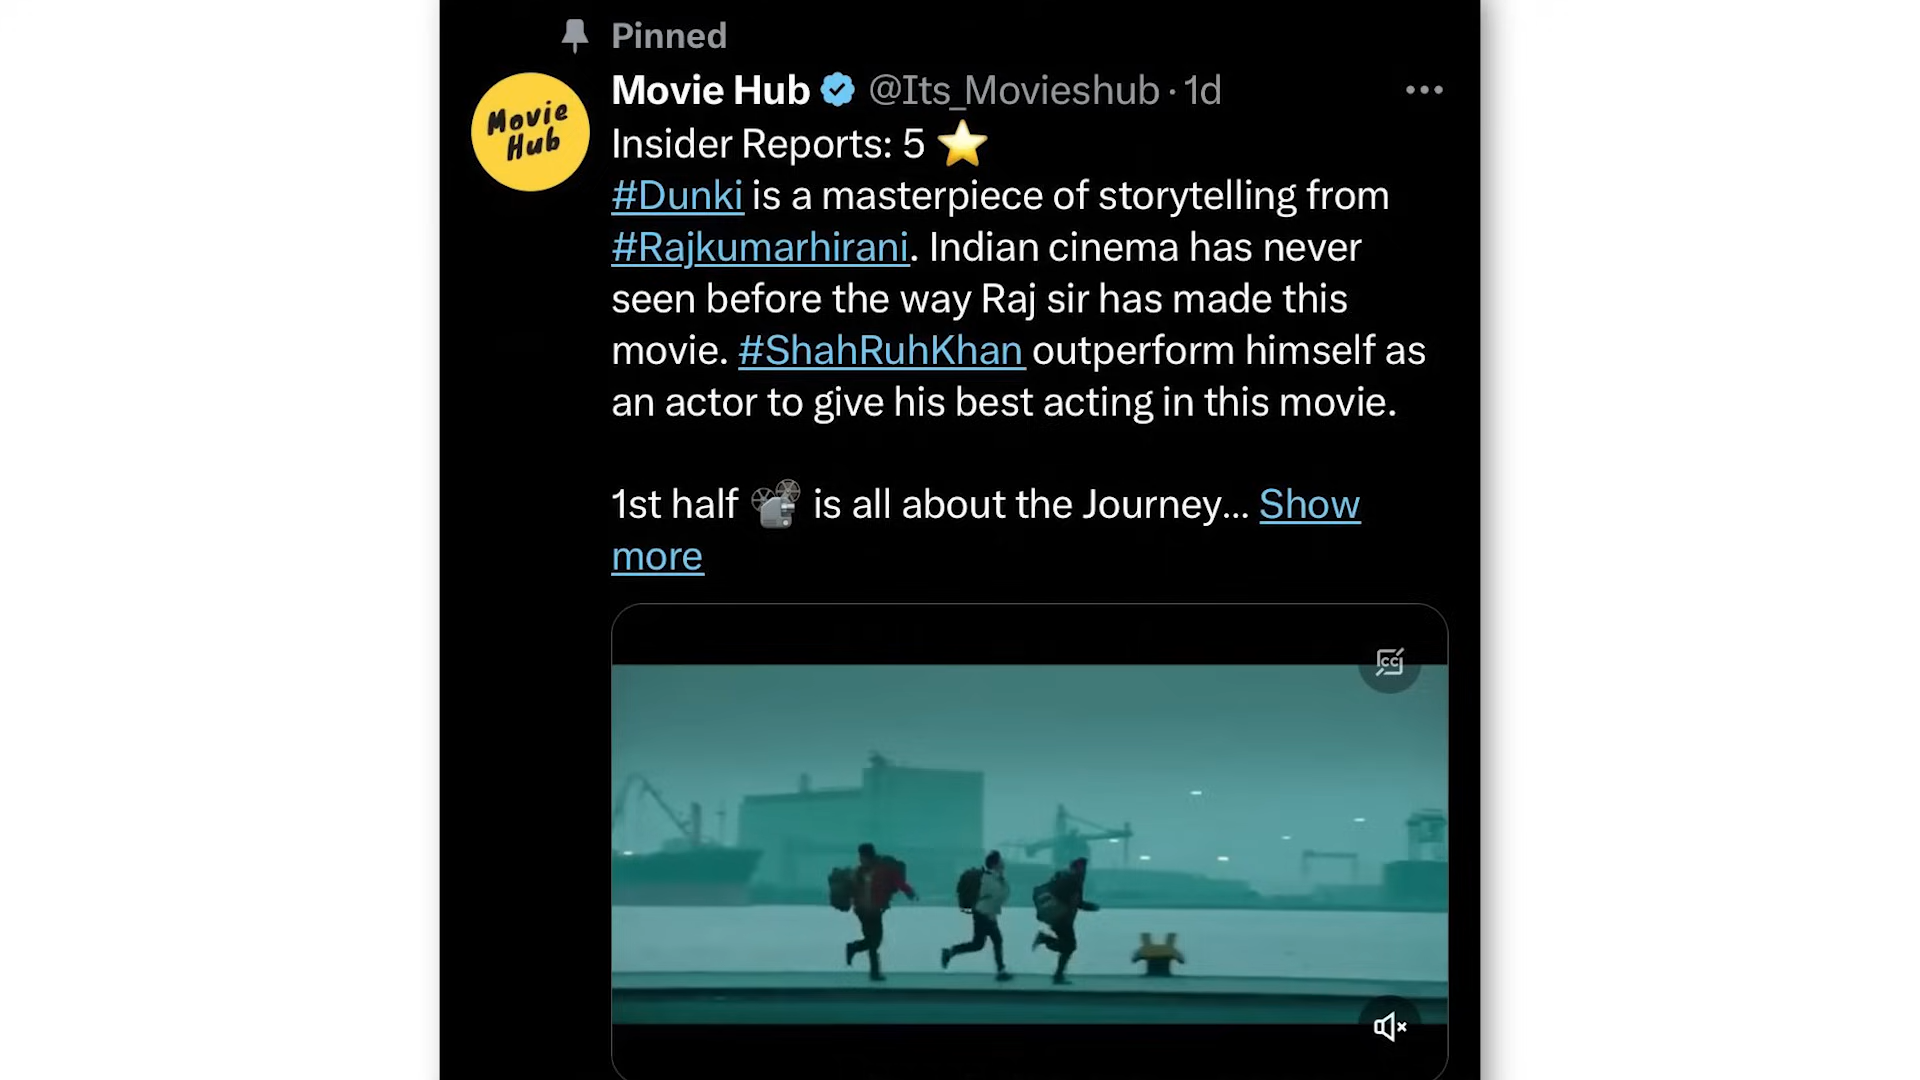 Pinned
Movie Hub @Its_Movieshub · 1d
Movie
Hub
Insider Reports: 5 ⭐
#Dunki is a masterpiece of storytelling from
#Rajkumarhirani. Indian cinema has never
seen before the way Raj sir has made this
movie. #ShahRuhKhan outperform himself as
an actor to give his best acting in this movie.
1st half 📽 is all about the Journey... Show
more
CC